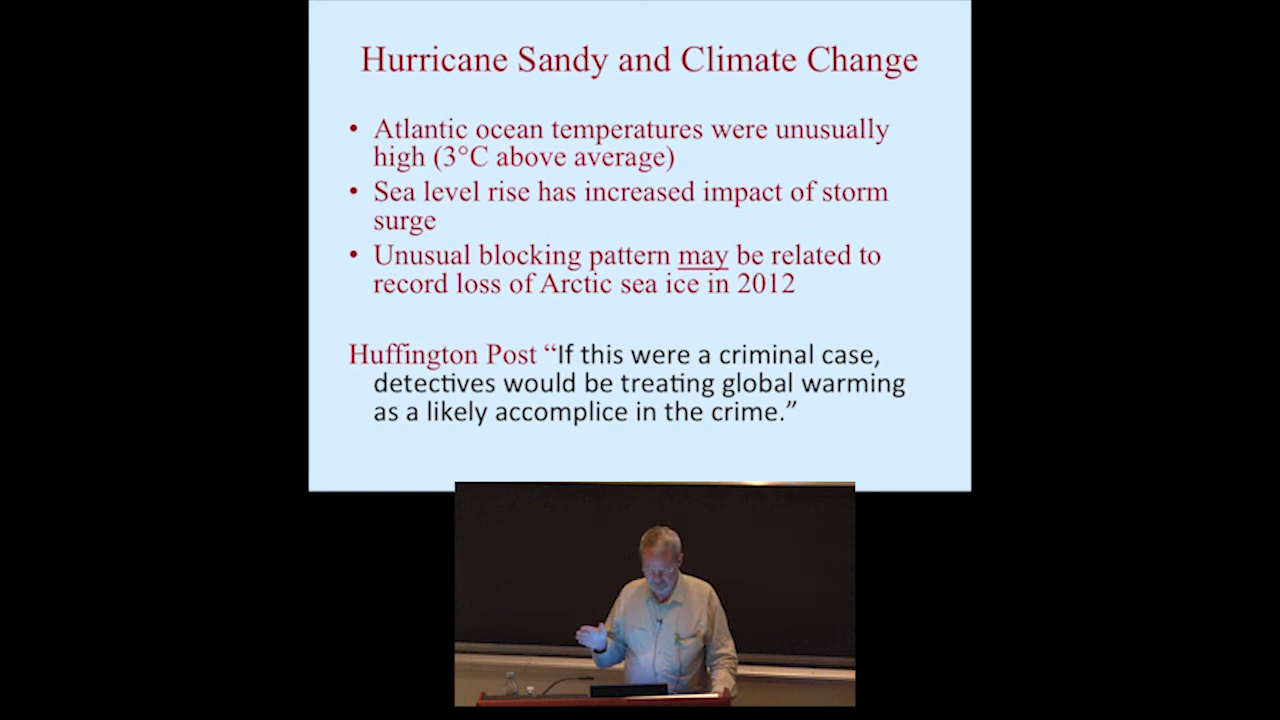 Hurricane Sandy and Climate Change
• Atlantic ocean temperatures were unusually
high (3°C above average)
• Sea level rise has increased impact of storm
surge
• Unusual blocking pattern may be related to
record loss of Arctic sea ice in 2012
Huffington Post “If this were a criminal case,
detectives would be treating global warming
as a likely accomplice in the crime.”